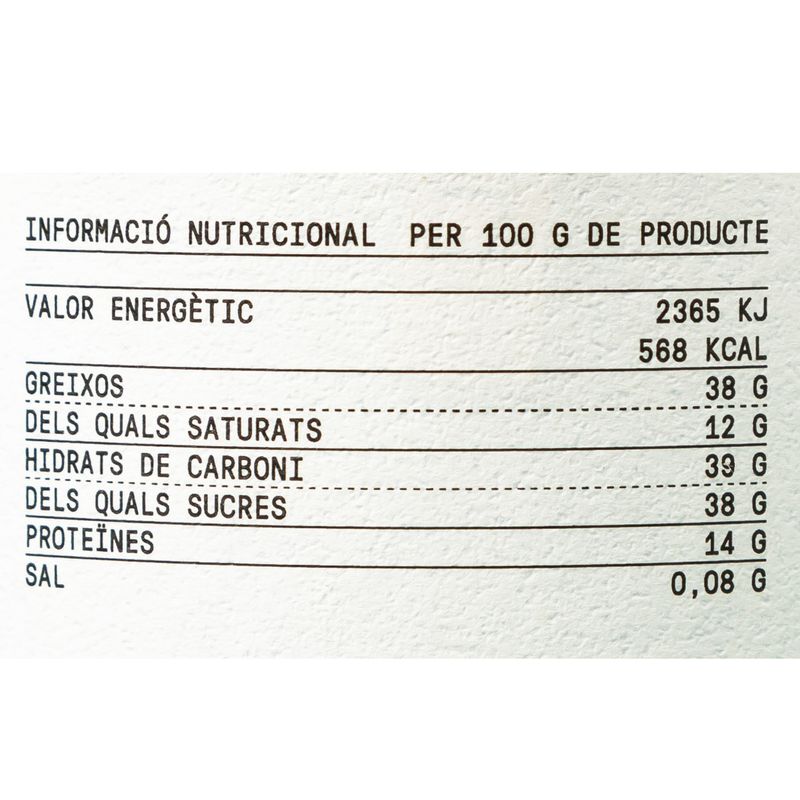 INFORMACIÓ NUTRICIONAL PER 100 G DE PRODUCTE
VALOR ENERGÈTIC 2365 KJ
568 KCAL
GREIXOS 38 G
DELS QUALS SATURATS 12 G
HIDRATS DE CARBONI 39 G
DELS QUALS SUCRES 38 G
PROTEÏNES 14 G
SAL 0,08 G